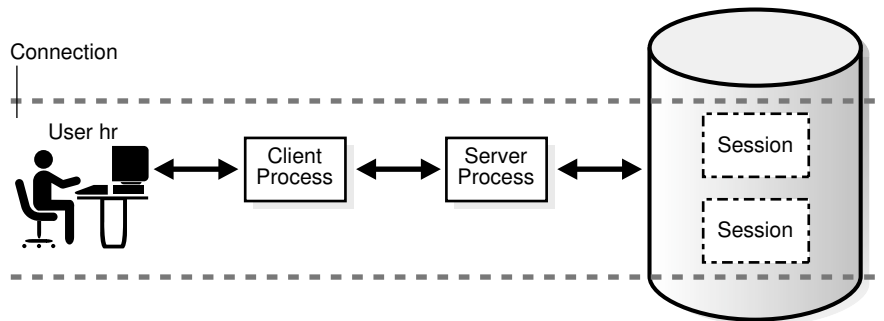 Connection
User hr
Client
Process
Server
Process
Session
Session